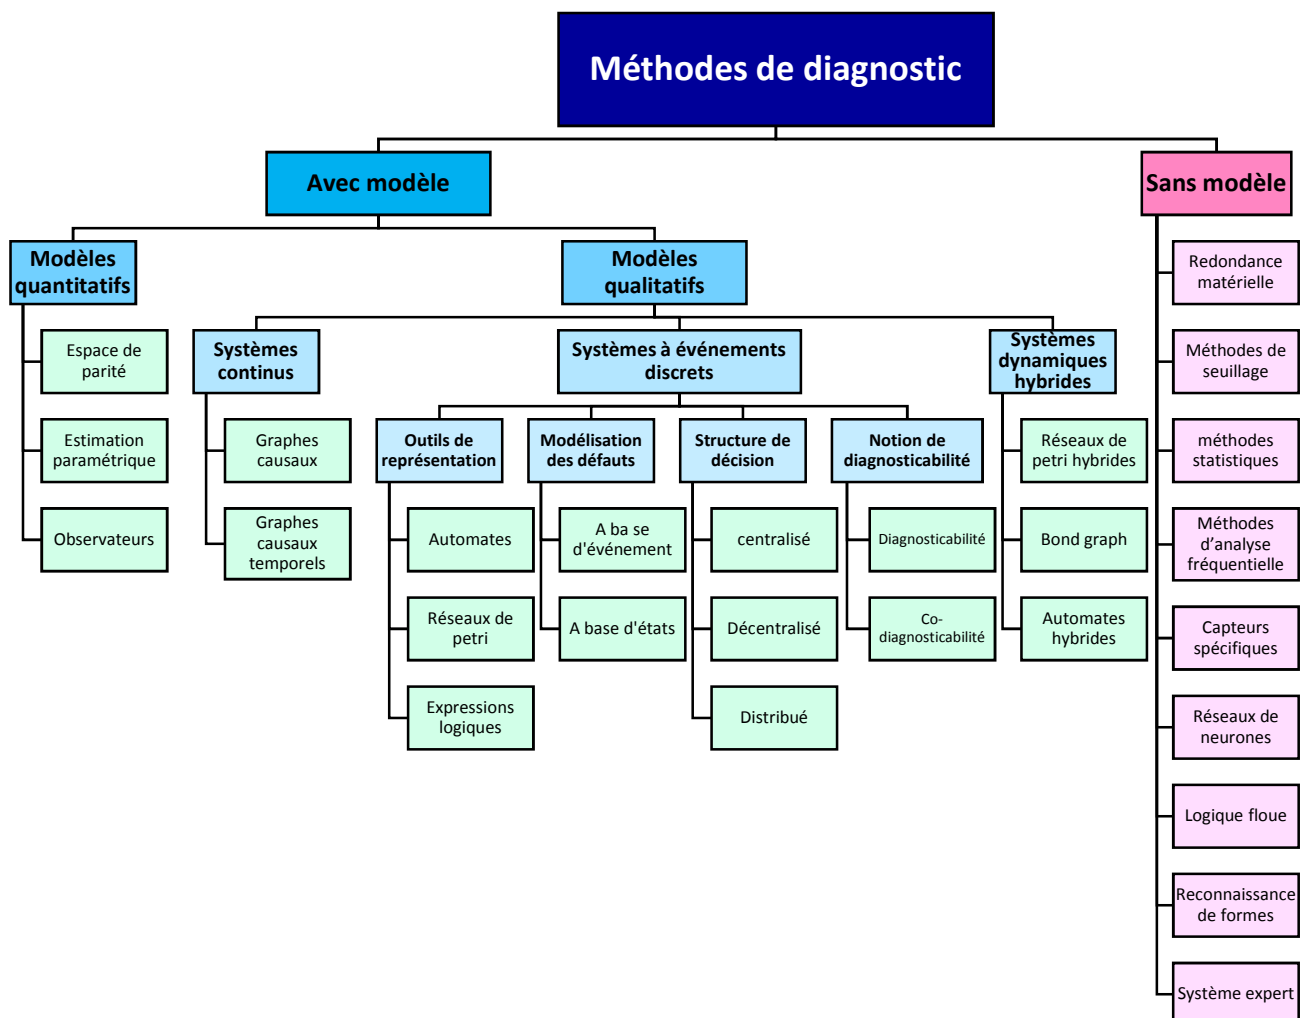 Méthodes de diagnostic
Avec modèle
Sans modèle
Modèles
quantitatifs
Modèles
qualitatifs
Redondance
matérielle
Espace de
parité
Systèmes
continus
Systèmes à événements
discrets
Systèmes
dynamiques
hybrides
Méthodes de
seuillage
Estimation
paramétrique
Graphes
causaux
Outils de
représentation
Modélisation
des défauts
Structure de
décision
Notion de
diagnosticabilité
Réseaux de
petri hybrides
méthodes
statistiques
Observateurs
Graphes
causaux
temporels
Automates
A ba se
d'événement
centralisé
Diagnosticabilité
Bond graph
Méthodes
d’analyse
fréquentielle
Réseaux de
petri
A base d'états
Décentralisé
Co-
diagnosticabilité
Automates
hybrides
Capteurs
spécifiques
Expressions
logiques
Distribué
Réseaux de
neurones
Logique floue
Reconnaissance
de formes
Système expert